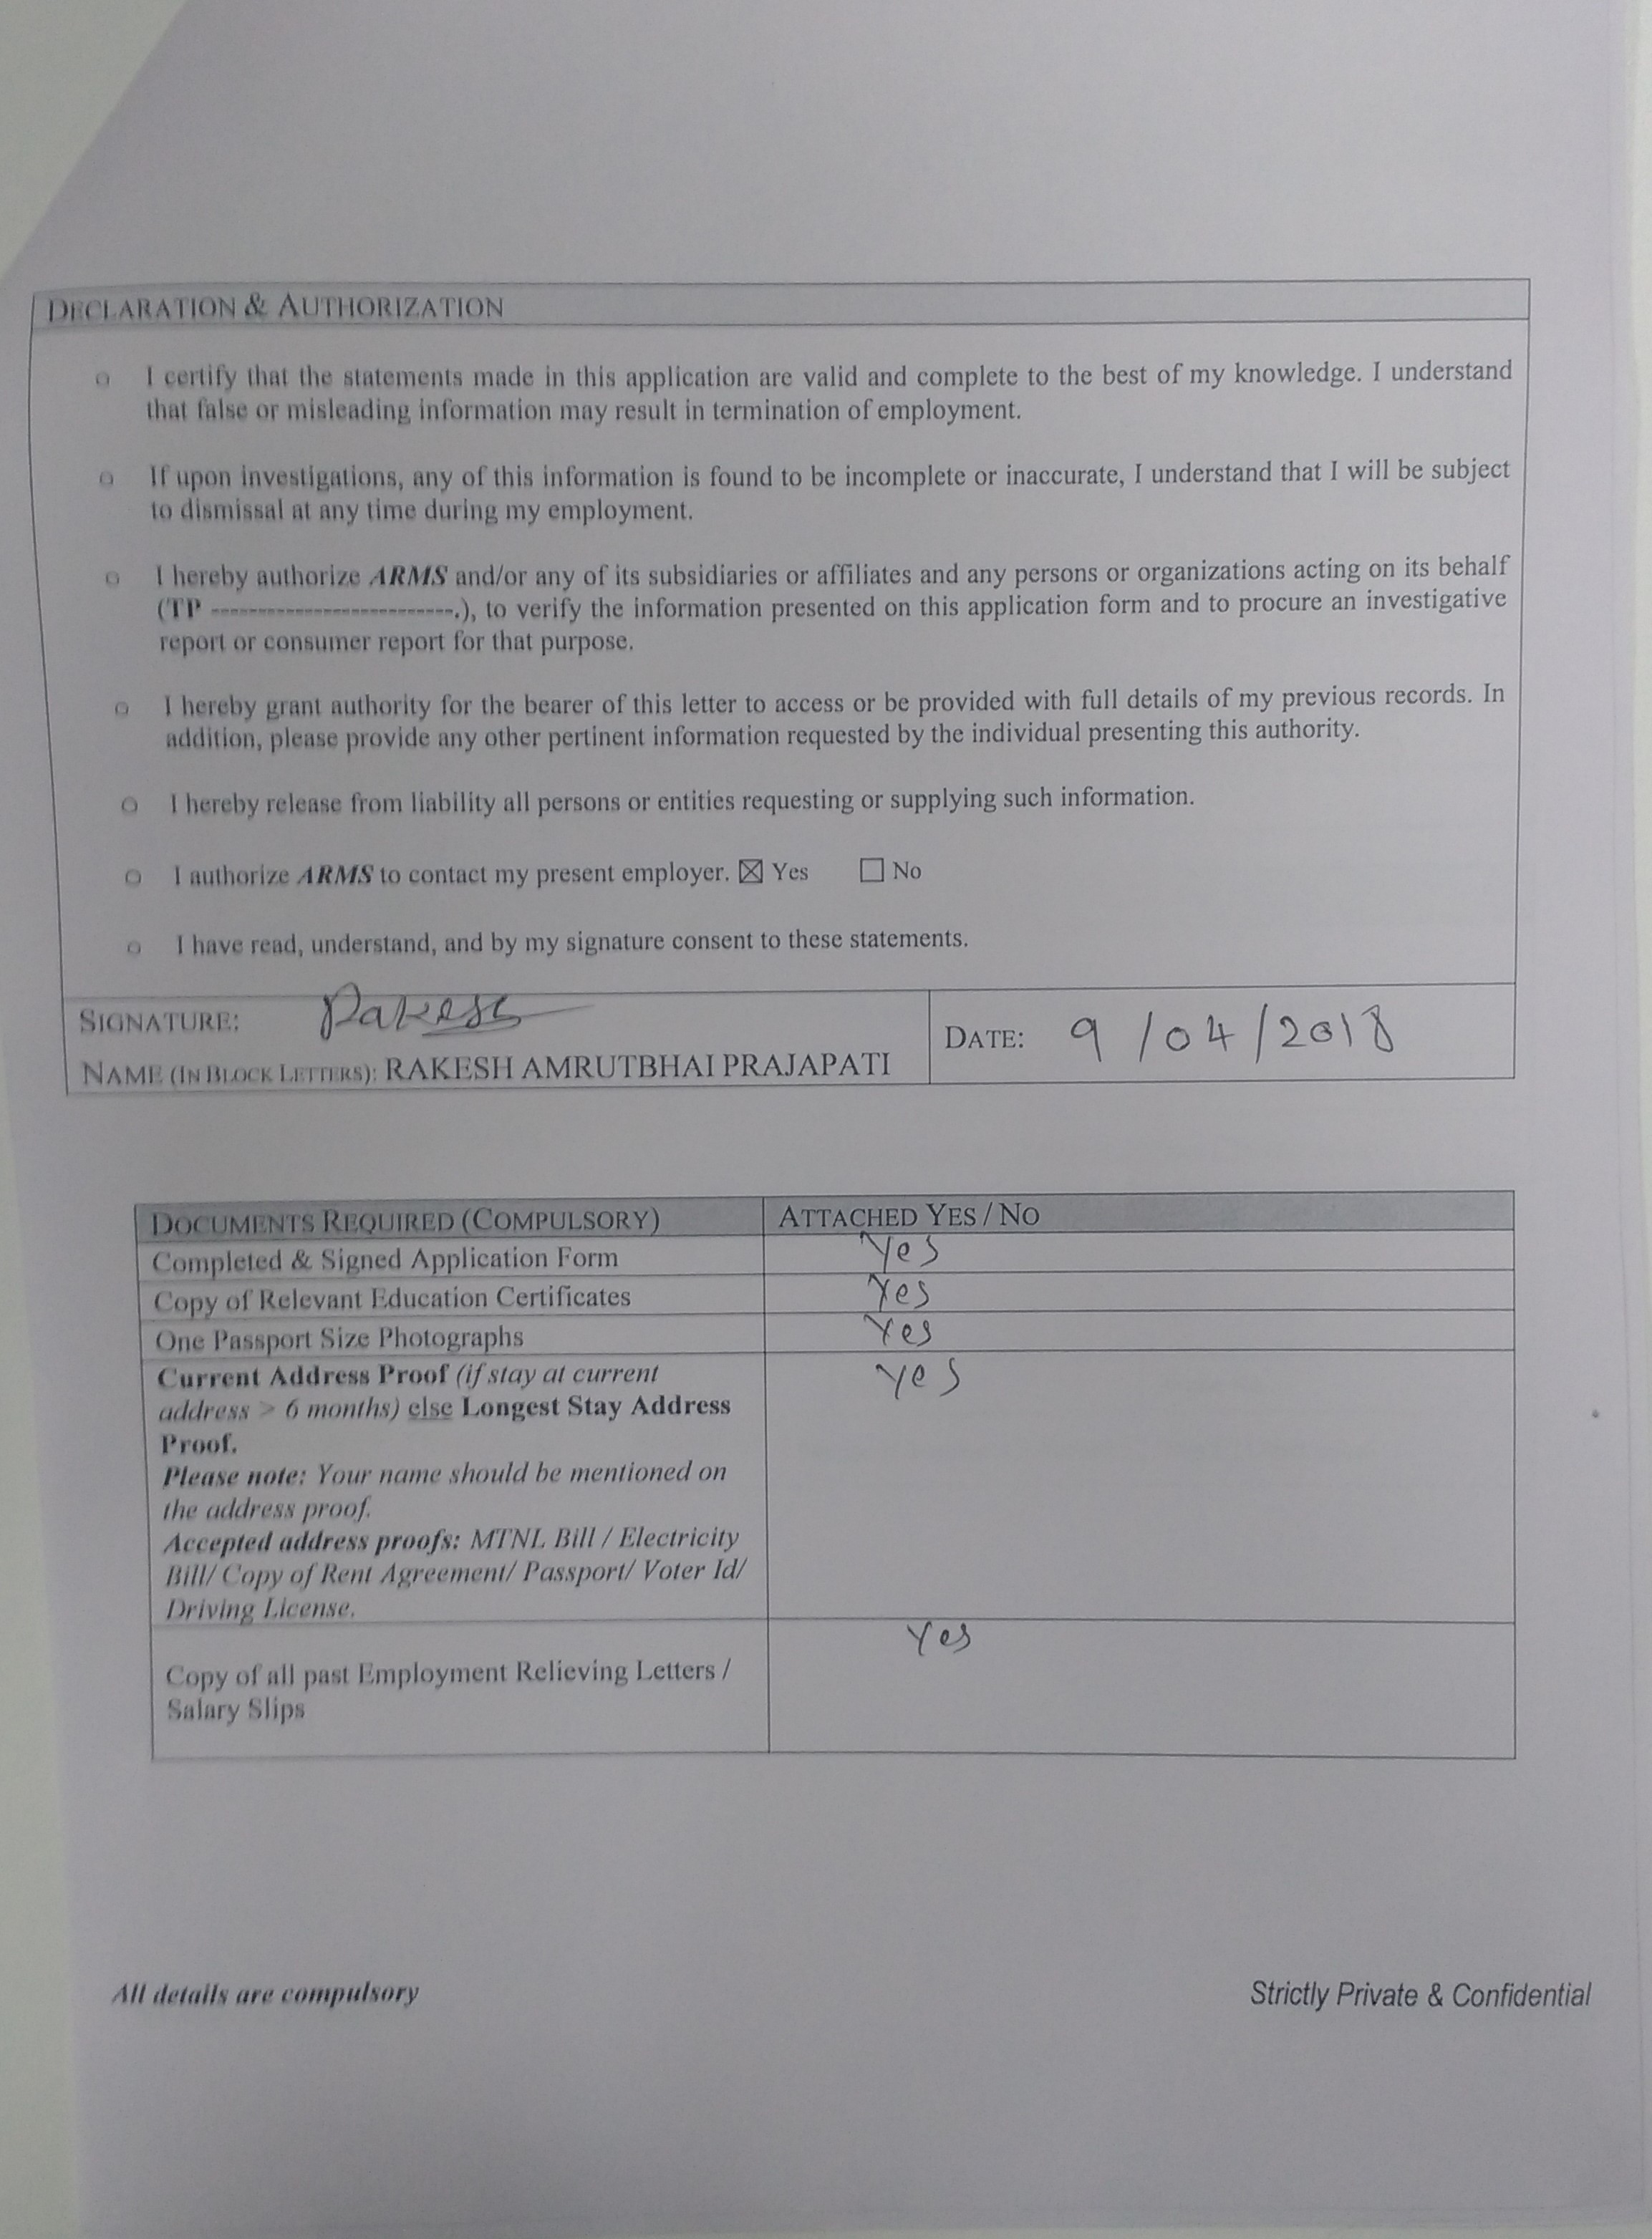 DECLARATION & AUTHORIZATION
o I certify that the statements made in this application are valid and complete to the best of my knowledge. I understand
that false or misleading information may result in termination of employment.
o If upon investigations, any of this information is found to be incomplete or inaccurate, I understand that I will be subject
to dismissal at any time during my employment.
o I hereby authorize ARMS and/or any of its subsidiaries or affiliates and any persons or organizations acting on its behalf
(TP --------------------------.), to verify the information presented on this application form and to procure an investigative
report or consumer report for that purpose.
o I hereby grant authority for the bearer of this letter to access or be provided with full details of my previous records. In
addition, please provide any other pertinent information requested by the individual presenting this authority.
o I hereby release from liability all persons or entities requesting or supplying such information.
o I authorize ARMS to contact my present employer. ☒ Yes ☐ No
o I have read, understand, and by my signature consent to these statements.
SIGNATURE: Rakesh
NAME (IN BLOCK LETTERS): RAKESH AMRUTBHAI PRAJAPATI
DATE: 9/04/2018
DOCUMENTS REQUIRED (COMPULSORY) ATTACHED YES / NO
Completed & Signed Application Form Yes
Copy of Relevant Education Certificates Yes
One Passport Size Photographs Yes
Current Address Proof (if stay at current Yes
address > 6 months) else Longest Stay Address
Proof.
Please note: Your name should be mentioned on
the address proof.
Accepted address proofs: MTNL Bill / Electricity
Bill/ Copy of Rent Agreement/ Passport/ Voter Id/
Driving License.
Yes
Copy of all past Employment Relieving Letters /
Salary Slips
All details are compulsory
Strictly Private & Confidential